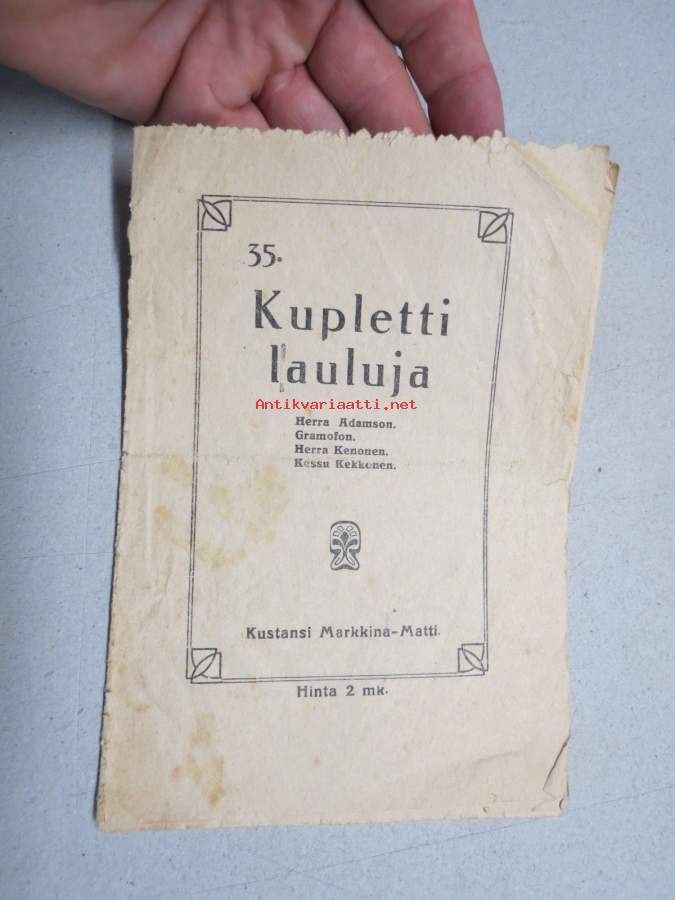 35.
Kupletti
lauluja
Antikvariaatti.net
Herra Adamson.
Gramofon.
Herra Kenonen.
Kessu Kekkonen.
Kustansi Markkina-Matti.
Hinta 2 mk.